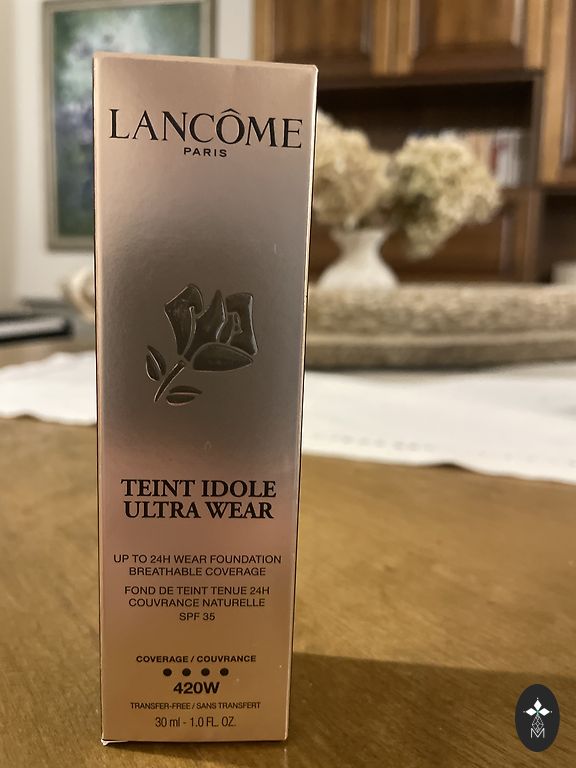 LANCÔME
PARIS
TEINT IDOLE
ULTRA WEAR
UP TO 24H WEAR FOUNDATION
BREATHABLE COVERAGE
FOND DE TEINT TENUE 24H
COUVRANCE NATURELLE
SPF 35
COVERAGE / COUVRANCE
420W
TRANSFER-FREE / SANS TRANSFERT
30 ml - 1.0 FL. OZ.